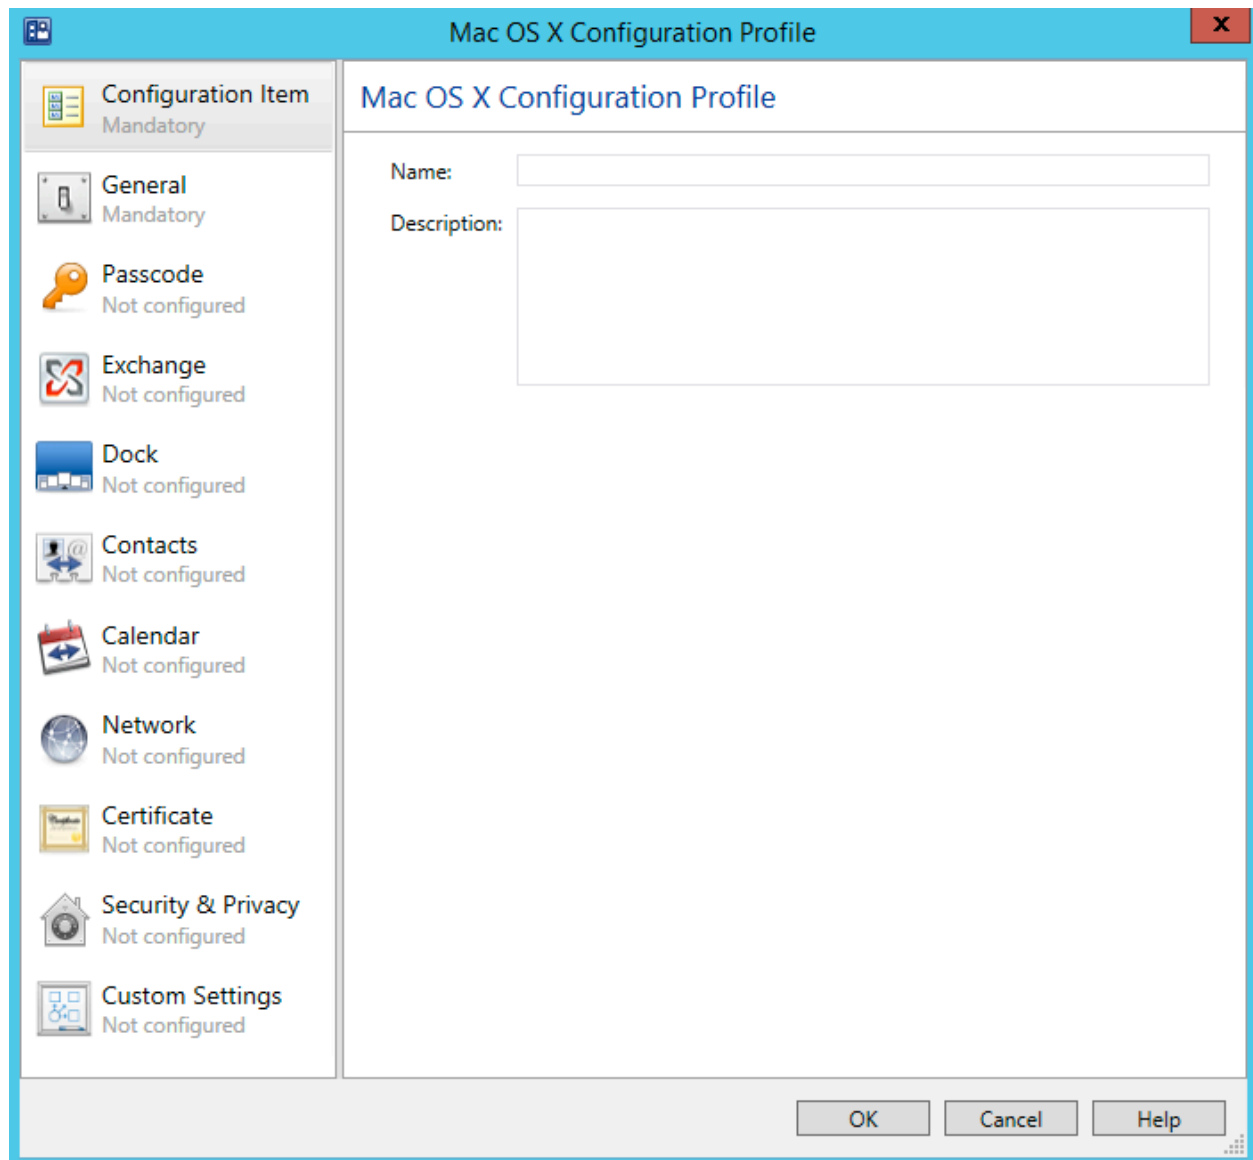 Mac OS X Configuration Profile
Configuration Item
Mandatory
General
Mandatory
Passcode
Not configured
Exchange
Not configured
Dock
Not configured
Contacts
Not configured
Calendar
Not configured
Network
Not configured
Certificate
Not configured
Security & Privacy
Not configured
Custom Settings
Not configured
Mac OS X Configuration Profile
Name:
Description:
OK Cancel Help